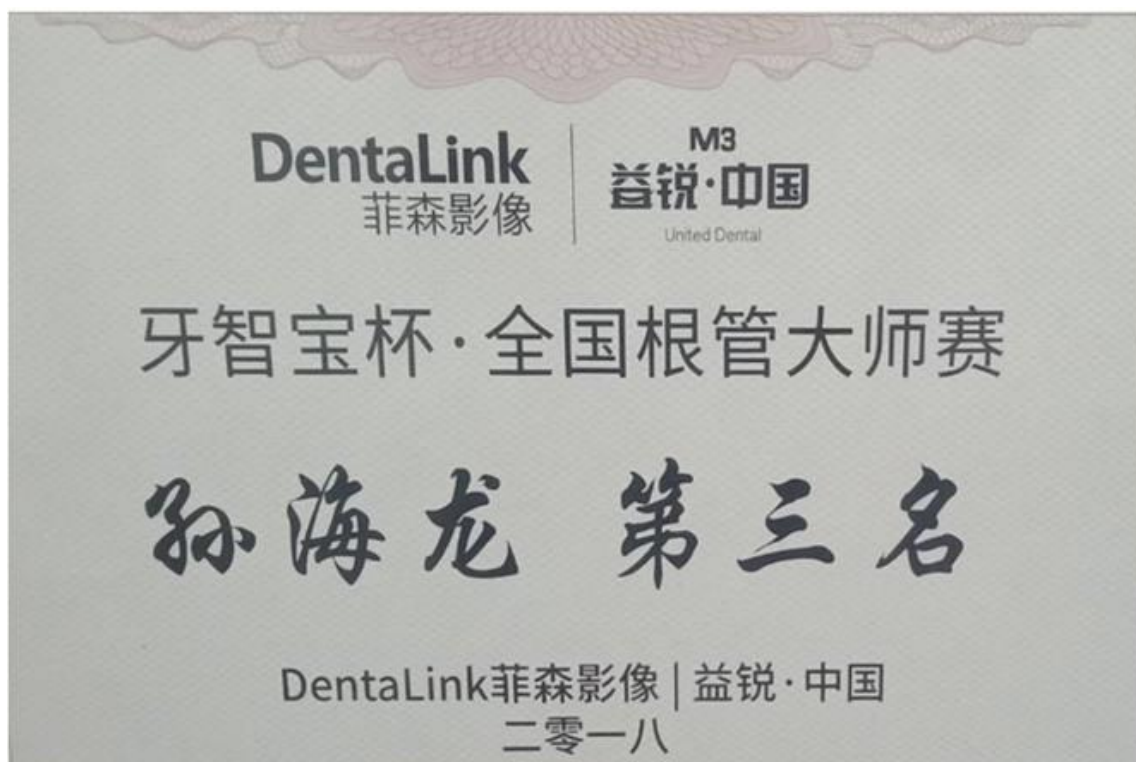 DentaLink
菲森影像
M3
益锐·中国
United Dental
牙智宝杯·全国根管大师赛
孙海龙 第三名
DentaLink菲森影像 | 益锐·中国
二零一八